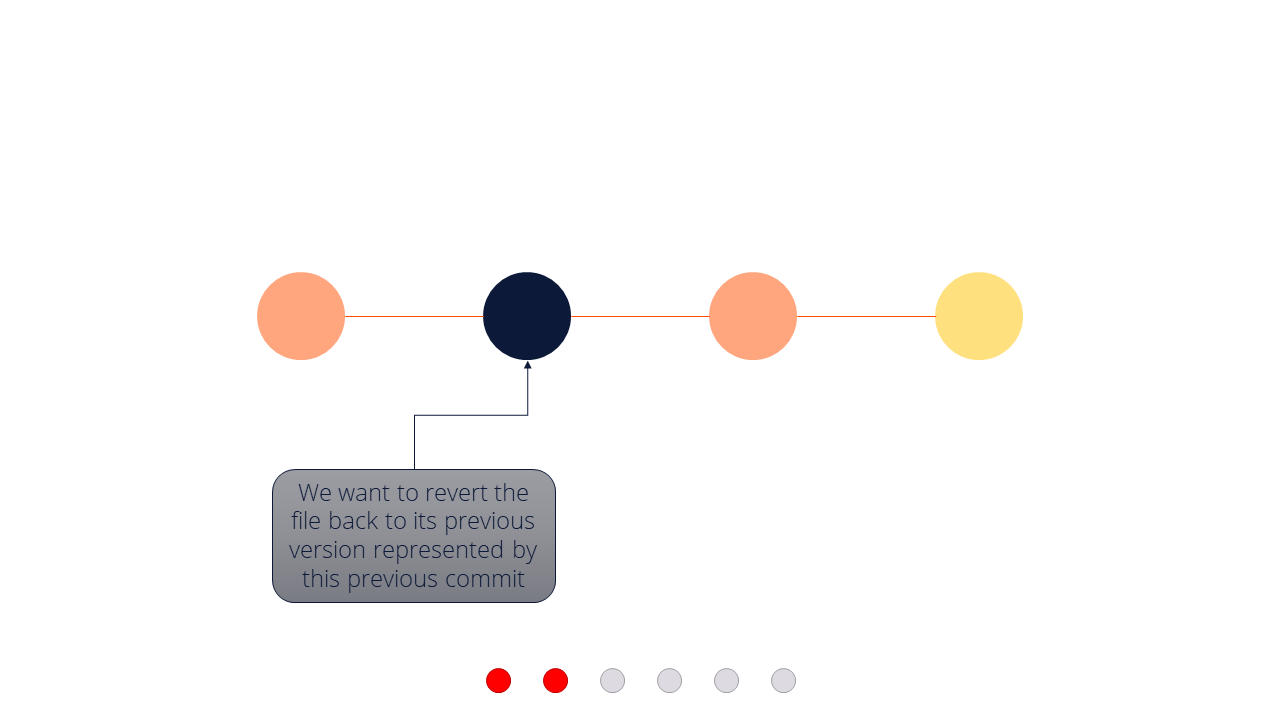 We want to revert the
file back to its previous
version represented by
this previous commit